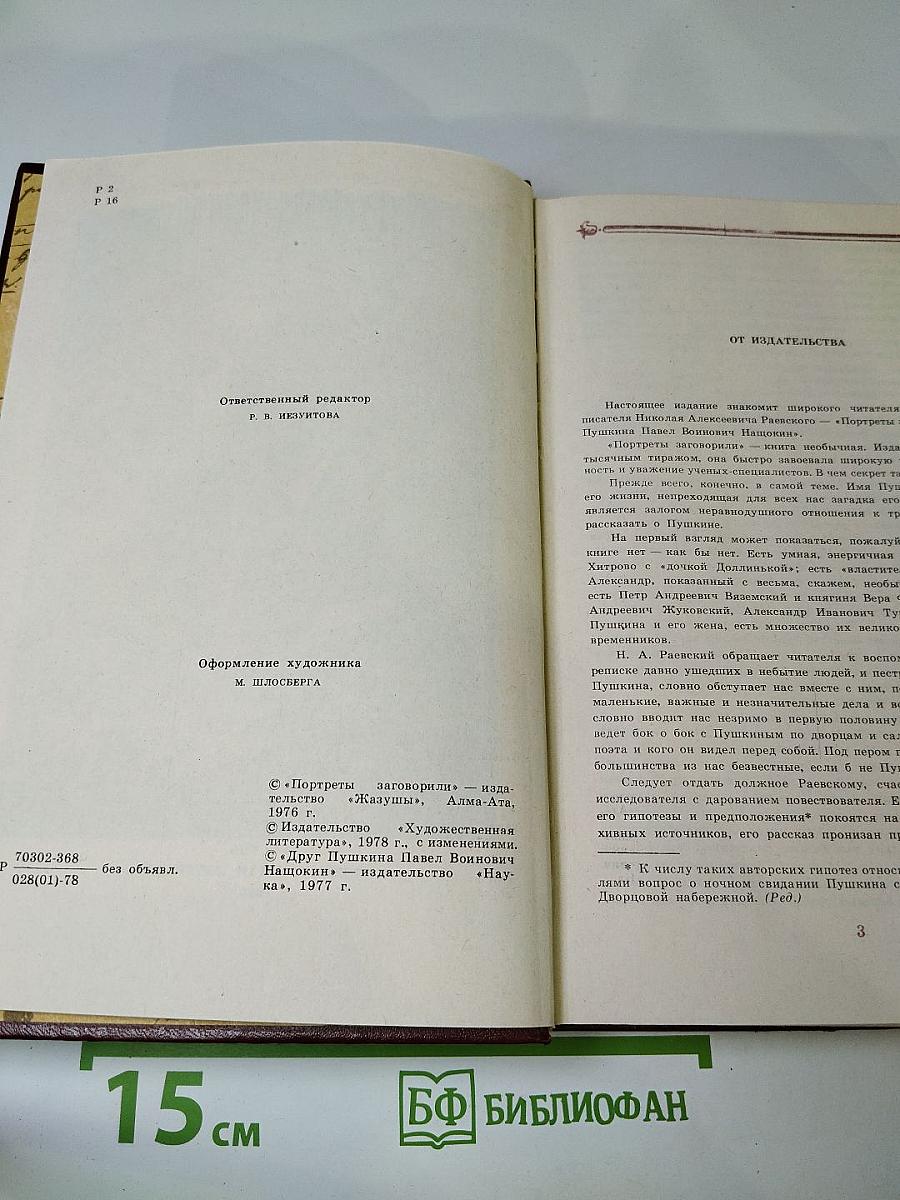 Р 2
Р 16
Ответственный редактор
Р. В. ИЕЗУИТОВА
Оформление художника
М. ШЛОСБЕРГА
© «Портреты заговорили» — изда-
тельство «Жазушы», Алма-Ата,
1976 г.
© Издательство «Художественная
литература», 1978 г., с изменениями.
© «Друг Пушкина Павел Воинович
Нащокин» — издательство «Нау-
ка», 1977 г.
Р 70302-368
028(01)-78 без объявл.
ОТ ИЗДАТЕЛЬСТВА
Настоящее издание знакомит широкого читателя
писателя Николая Алексеевича Раевского — «Портреты
Пушкина Павел Воинович Нащокин».
«Портреты заговорили» — книга необычная. Изда
тысячным тиражом, она быстро завоевала широкую
ность и уважение ученых-специалистов. В чем секрет та
Прежде всего, конечно, в самой теме. Имя Пуш
его жизни, непреходящая для всех нас загадка его
является залогом неравнодушного отношения к тр
рассказать о Пушкине.
На первый взгляд может показаться, пожалуй
книге нет — как бы нет. Есть умная, энергичная
Хитрово с «дочкой Доллинькой»; есть «властител
Александр, показанный с весьма, скажем, необы
есть Петр Андреевич Вяземский и княгиня Вера
Андреевич Жуковский, Александр Иванович Ту
Пушкина и его жена, есть множество их велико
временников.
Н. А. Раевский обращает читателя к воспом
реписке давно ушедших в небытие людей, и пест
Пушкина, словно обступает нас вместе с ним, п
маленькие, важные и незначительные дела и во
словно вводит нас незримо в первую половину
ведет бок о бок с Пушкиным по дворцам и сал
поэта и кого он видел перед собой. Под пером п
большинства из нас безвестные, если б не Пу
Следует отдать должное Раевскому, счас
исследователя с дарованием повествователя. Е
его гипотезы и предположения* покоятся на
хивных источников, его рассказ пронизан пр
* К числу таких авторских гипотез относ
лями вопрос о ночном свидании Пушкина с
Дворцовой набережной. (Ред.)
3
15 см
БФ БИБЛИОФАН